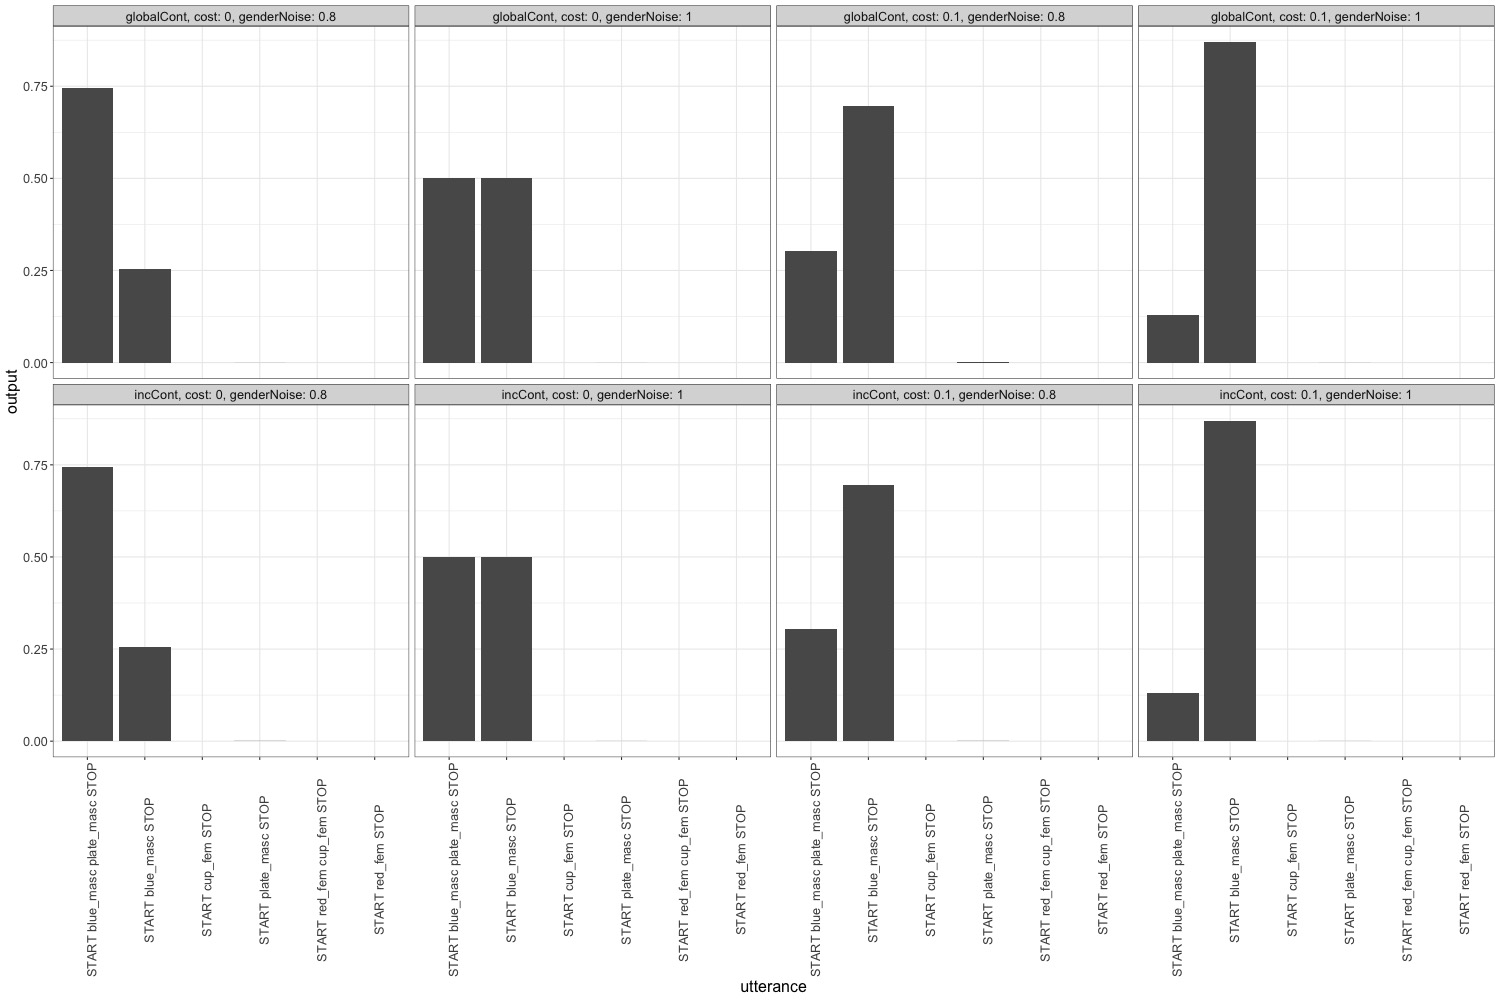 globalCont, cost: 0, genderNoise: 0.8
globalCont, cost: 0, genderNoise: 1
globalCont, cost: 0.1, genderNoise: 0.8
globalCont, cost: 0.1, genderNoise: 1
0.75
0.50
0.25
0.00
output
incCont, cost: 0, genderNoise: 0.8
incCont, cost: 0, genderNoise: 1
incCont, cost: 0.1, genderNoise: 0.8
incCont, cost: 0.1, genderNoise: 1
0.75
0.50
0.25
0.00
START blue_masc plate_masc STOP
START blue_masc STOP
START cup_fem STOP
START plate_masc STOP
START red_fem cup_fem STOP
START red_fem STOP
START blue_masc plate_masc STOP
START blue_masc STOP
START cup_fem STOP
START plate_masc STOP
START red_fem cup_fem STOP
START red_fem STOP
START blue_masc plate_masc STOP
START blue_masc STOP
START cup_fem STOP
START plate_masc STOP
START red_fem cup_fem STOP
START red_fem STOP
START blue_masc plate_masc STOP
START blue_masc STOP
START cup_fem STOP
START plate_masc STOP
START red_fem cup_fem STOP
START red_fem STOP
utterance